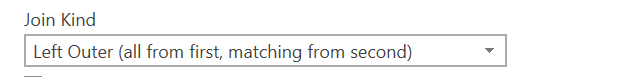 Join Kind
Left Outer (all from first, matching from second)